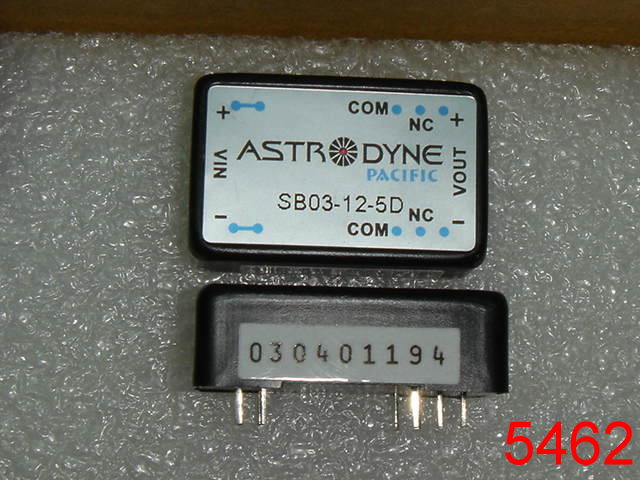 + COM NC +
VIN ASTRODYNE VOUT
PACIFIC
SB03-12-5D
- COM NC -
030401194
5462